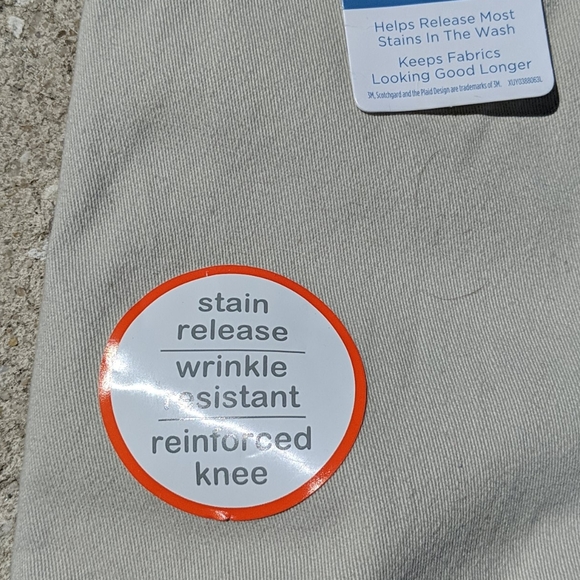 Helps Release Most
Stains In The Wash
Keeps Fabrics
Looking Good Longer
3M, Scotchgard and the Plaid Design are trademarks of 3M.
stain
release
wrinkle
resistant
reinforced
knee